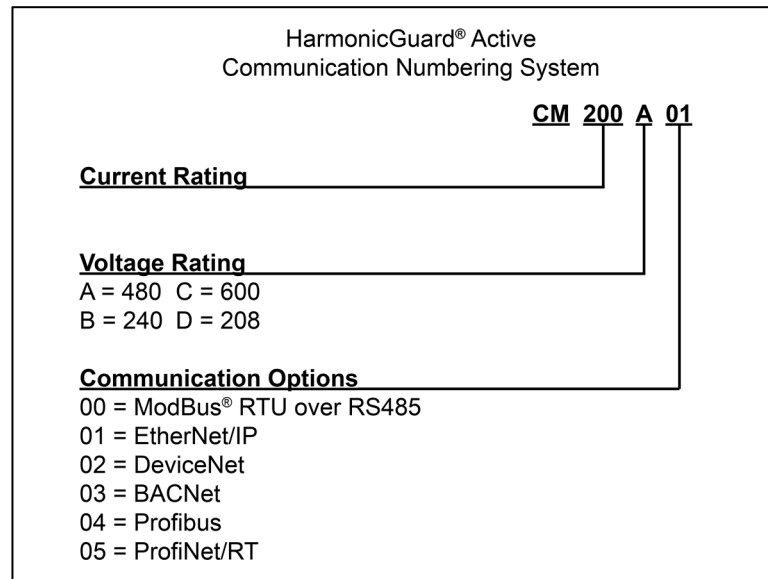 HarmonicGuard® Active
Communication Numbering System
CM 200 A 01
Current Rating
Voltage Rating
A = 480 C = 600
B = 240 D = 208
Communication Options
00 = ModBus® RTU over RS485
01 = EtherNet/IP
02 = DeviceNet
03 = BACNet
04 = Profibus
05 = ProfiNet/RT